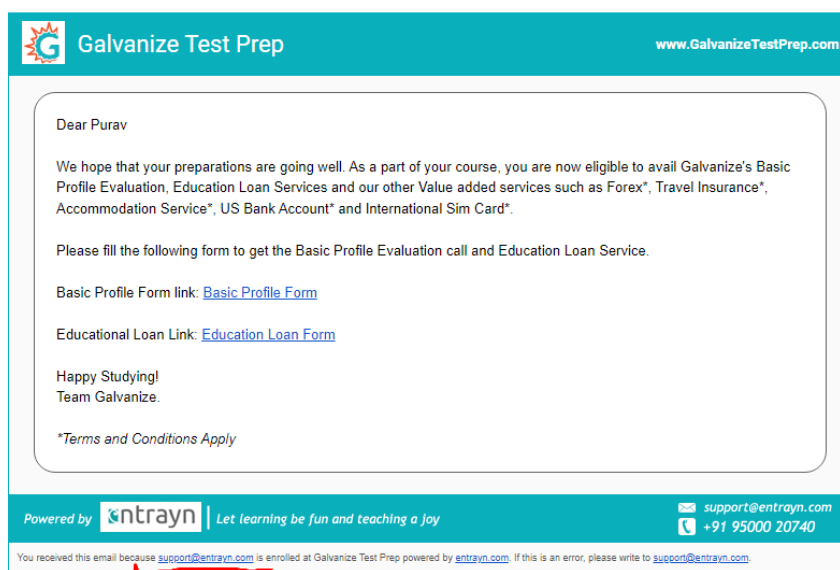 G Galvanize Test Prep www.GalvanizeTestPrep.com
Dear Purav
We hope that your preparations are going well. As a part of your course, you are now eligible to avail Galvanize's Basic
Profile Evaluation, Education Loan Services and our other Value added services such as Forex*, Travel Insurance*,
Accommodation Service*, US Bank Account* and International Sim Card*.
Please fill the following form to get the Basic Profile Evaluation call and Education Loan Service.
Basic Profile Form link: Basic Profile Form
Educational Loan Link: Education Loan Form
Happy Studying!
Team Galvanize.
*Terms and Conditions Apply
Powered by entrayn Let learning be fun and teaching a joy
support@entrayn.com
+91 95000 20740
You received this email because support@entrayn.com is enrolled at Galvanize Test Prep powered by entrayn.com. If this is an error, please write to support@entrayn.com.